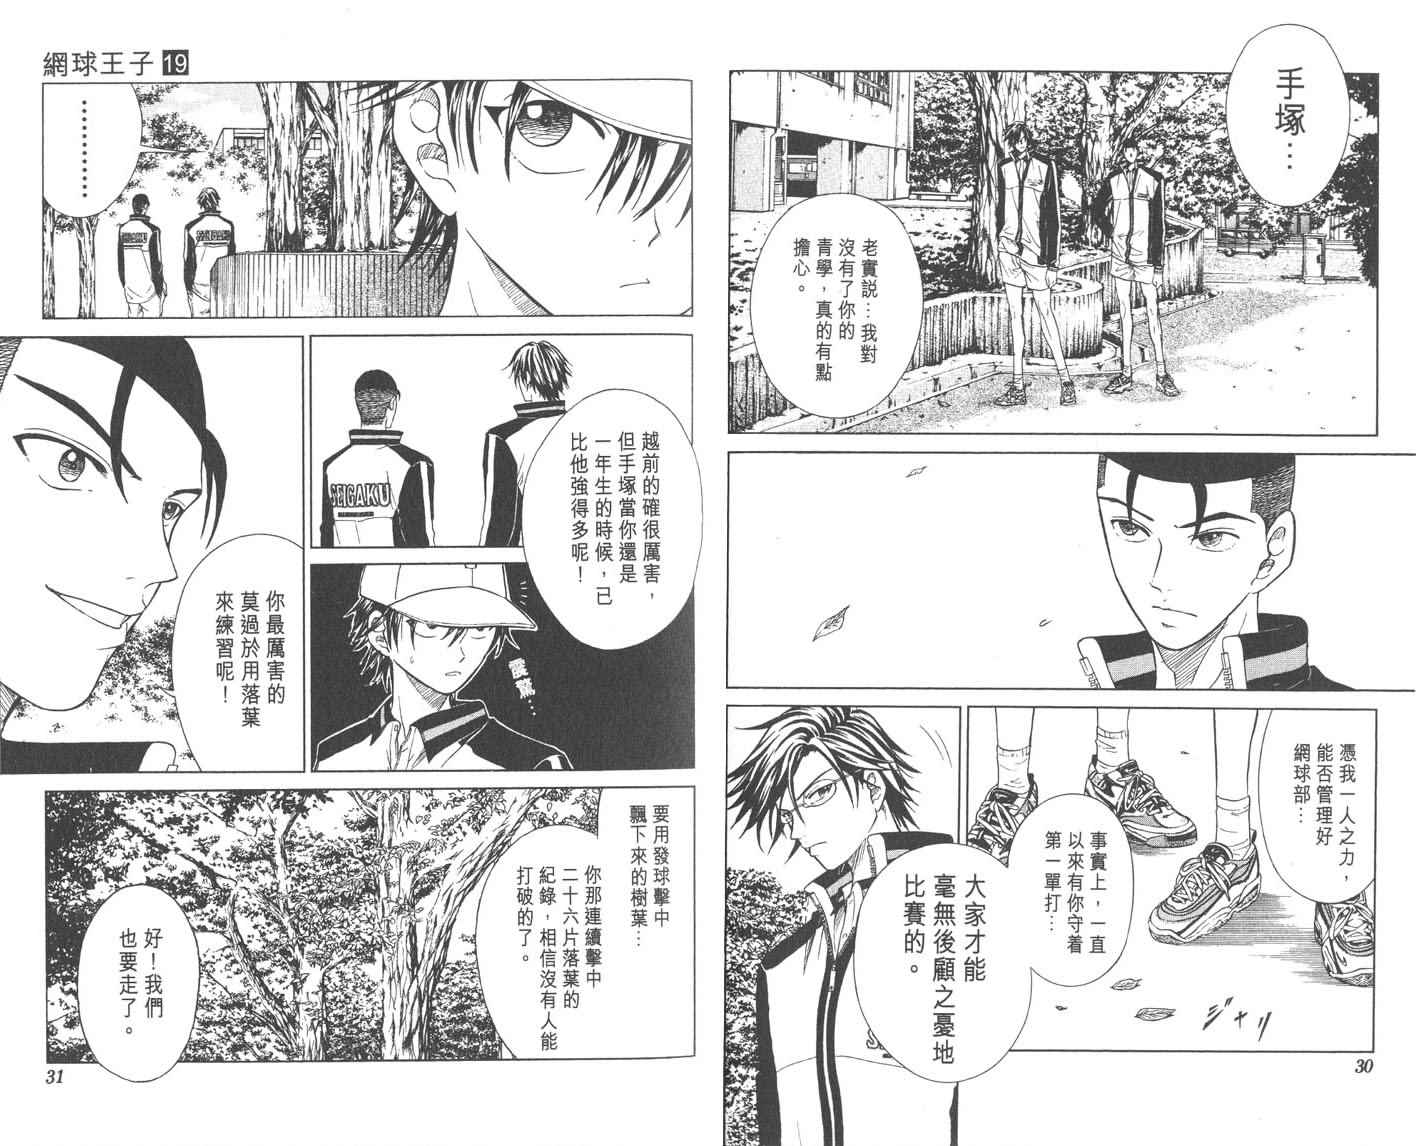 手塚…
老實說…我對
沒有了你的
青學，真的有點
擔心。
憑我一人之力，
能否管理好
網球部…
事實上，一直
以來有你守着
第一單打…
大家才能
毫無後顧之憂地
比賽的。
ジャリ
30
網球王子 19
…………
SEIGAKU
SEIGAKU
越前的確很厲害，
但手塚當你還是
一年生的時候，已
比他強得多呢！
SEIGAKU
震驚…
你最厲害的
莫過於用落葉
來練習呢！
要用發球擊中
飄下來的樹葉…
你那連續擊中
二十六片落葉的
紀錄，相信沒有人能
打破的了。
好！我們
也要走了。
31